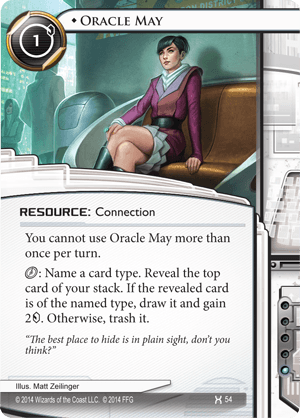 1
• Oracle May
RESOURCE: Connection
You cannot use Oracle May more than
once per turn.
: Name a card type. Reveal the top
card of your stack. If the revealed card
is of the named type, draw it and gain
2. Otherwise, trash it.
“The best place to hide is in plain sight, don’t you
think?”
Illus. Matt Zeilinger
© 2014 Wizards of the Coast LLC. © 2014 FFG
54